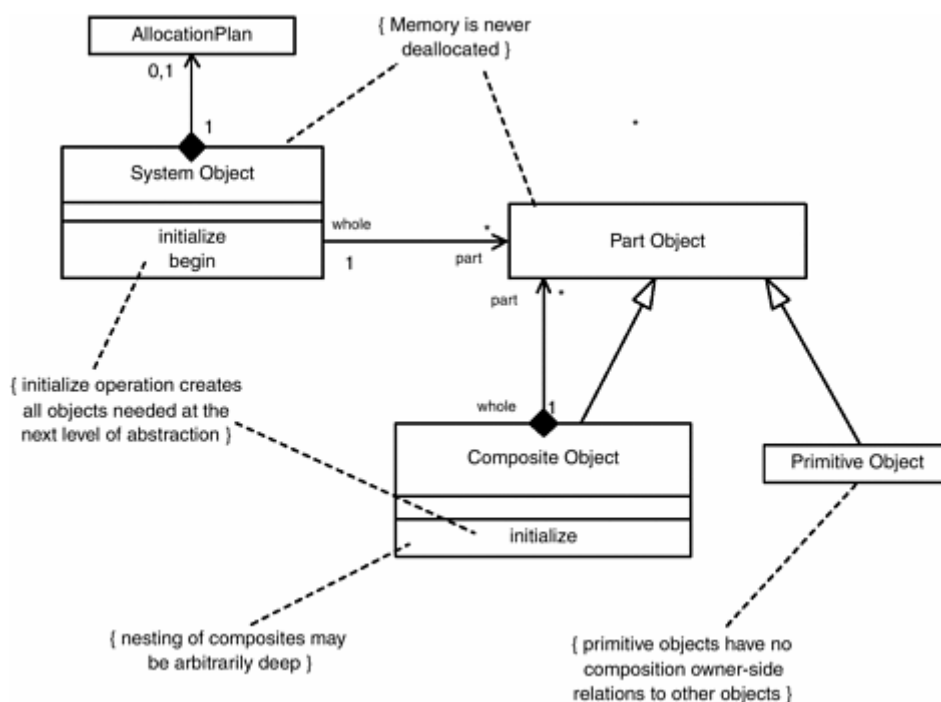 AllocationPlan
{ Memory is never
deallocated }
0,1
1
*
System Object
initialize
begin
whole
1
*
part
Part Object
part
*
{ initialize operation creates
all objects needed at the
next level of abstraction }
whole
1
Composite Object
initialize
Primitive Object
{ nesting of composites may
be arbitrarily deep }
{ primitive objects have no
composition owner-side
relations to other objects }